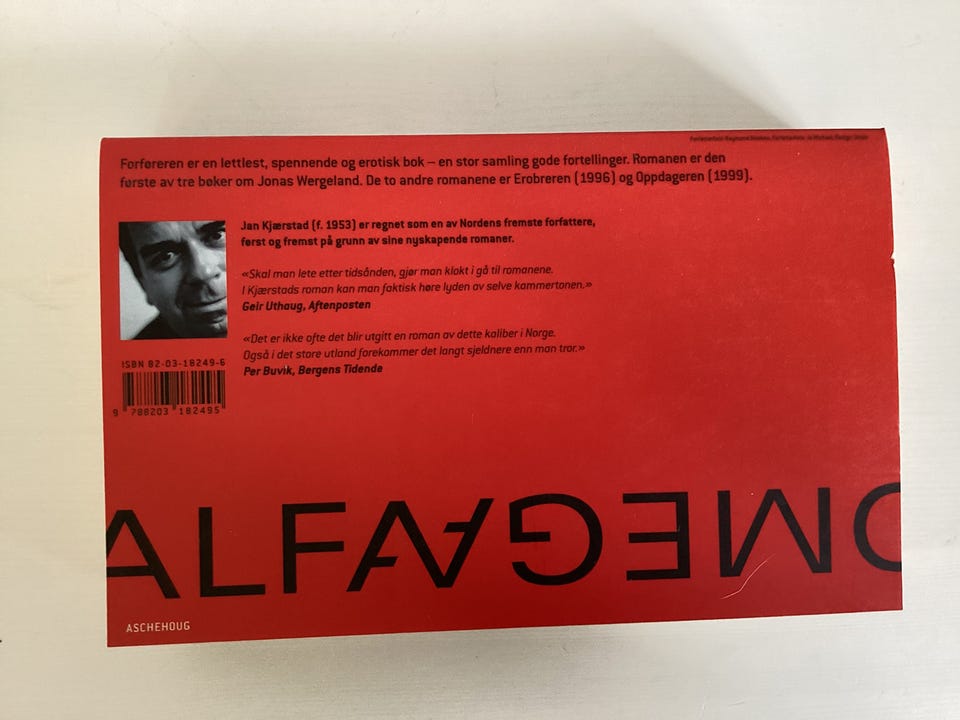 Forføreren er en lettlest, spennende og erotisk bok – en stor samling gode fortellinger. Romanen er den
første av tre bøker om Jonas Wergeland. De to andre romanene er Erobreren (1996) og Oppdageren (1999).
Jan Kjærstad (f. 1953) er regnet som en av Nordens fremste forfattere,
først og fremst på grunn av sine nyskapende romaner.
«Skal man lete etter tidsånden, gjør man klokt i gå til romanene.
I Kjærstads roman kan man faktisk høre lyden av selve kammertonen.»
Geir Uthaug, Aftenposten
«Det er ikke ofte det blir utgitt en roman av dette kaliber i Norge.
Også i det store utland forekommer det langt sjeldnere enn man tror.»
Per Buvik, Bergens Tidende
ISBN 82-03-18249-6
9 788203 182495
ALFA OMEGA
ASCHEHOUG